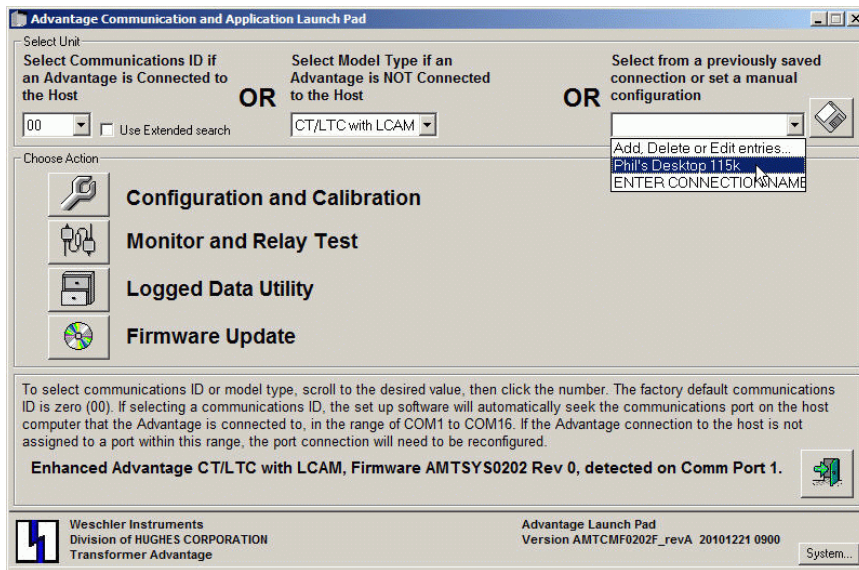 Advantage Communication and Application Launch Pad
Select Unit
Select Communications ID if
an Advantage is Connected to
the Host
OR
Select Model Type if an
Advantage is NOT Connected
to the Host
OR
Select from a previously saved
connection or set a manual
configuration
00
Use Extended search
CT/LTC with LCAM
Add, Delete or Edit entries...
Phil's Desktop 115k
ENTER CONNECTION NAME
Choose Action
Configuration and Calibration
Monitor and Relay Test
Logged Data Utility
Firmware Update
To select communications ID or model type, scroll to the desired value, then click the number. The factory default communications
ID is zero (00). If selecting a communications ID, the set up software will automatically seek the communications port on the host
computer that the Advantage is connected to, in the range of COM1 to COM16. If the Advantage connection to the host is not
assigned to a port within this range, the port connection will need to be reconfigured.
Enhanced Advantage CT/LTC with LCAM, Firmware AMTSYS0202 Rev 0, detected on Comm Port 1.
Weschler Instruments
Division of HUGHES CORPORATION
Transformer Advantage
Advantage Launch Pad
Version AMTCMF0202F_revA 20101221 0900
System...